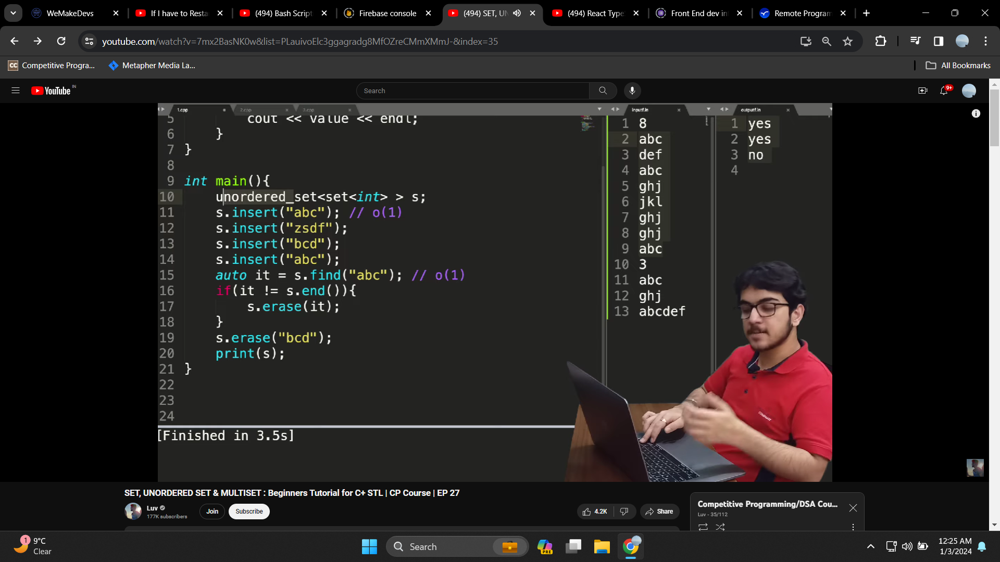 WeMakeDevs
If I have to Resta
(494) Bash Script
Firebase console
(494) SET, UN
(494) React Type
Front End dev in
Remote Program
youtube.com/watch?v=7mx2BasNK0w&list=PLauivoElc3ggagradg8MfOZreCMmXMmJ-&index=35
CC Competitive Progra...
Metapher Media La...
All Bookmarks
YouTube IN
Search
9+
1.cpp
2.cpp
3.cpp
inputf.in
outputf.in
5 cout << value << endl;
6 }
7 }
8
9 int main(){
10 unordered_set<set<int> > s;
11 s.insert("abc"); // o(1)
12 s.insert("zsdf");
13 s.insert("bcd");
14 s.insert("abc");
15 auto it = s.find("abc"); // o(1)
16 if(it != s.end()){
17 s.erase(it);
18 }
19 s.erase("bcd");
20 print(s);
21 }
22
23
24
1 8
2 abc
3 def
4 abc
5 ghj
6 jkl
7 ghj
8 ghj
9 abc
10 3
11 abc
12 ghj
13 abcdef
1 yes
2 yes
3 no
4
COMPANY
[Finished in 3.5s]
SET, UNORDERED SET & MULTISET : Beginners Tutorial for C+ STL | CP Course | EP 27
Luv
177K subscribers
Join
Subscribe
4.2K
Share
Competitive Programming/DSA Cou...
Luv - 35/112
1
9°C
Clear
Search
PRE
12:25 AM
1/3/2024